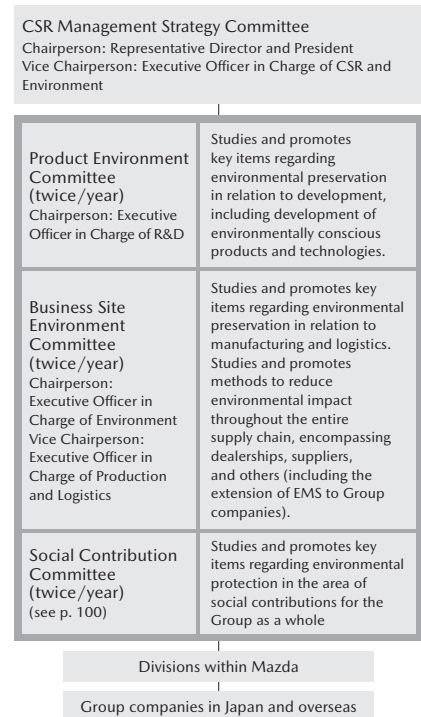 CSR Management Strategy Committee
Chairperson: Representative Director and President
Vice Chairperson: Executive Officer in Charge of CSR and
Environment
Product Environment
Committee
(twice/year)
Chairperson: Executive
Officer in Charge of R&D
Studies and promotes
key items regarding
environmental preservation
in relation to development,
including development of
environmentally conscious
products and technologies.
Business Site
Environment
Committee
(twice/year)
Chairperson:
Executive Officer in
Charge of Environment
Vice Chairperson:
Executive Officer in
Charge of Production
and Logistics
Studies and promotes key
items regarding environmental
preservation in relation to
manufacturing and logistics.
Studies and promotes
methods to reduce
environmental impact
throughout the entire
supply chain, encompassing
dealerships, suppliers,
and others (including the
extension of EMS to Group
companies).
Social Contribution
Committee
(twice/year)
(see p. 100)
Studies and promotes key
items regarding environmental
protection in the area of
social contributions for the
Group as a whole
Divisions within Mazda
Group companies in Japan and overseas